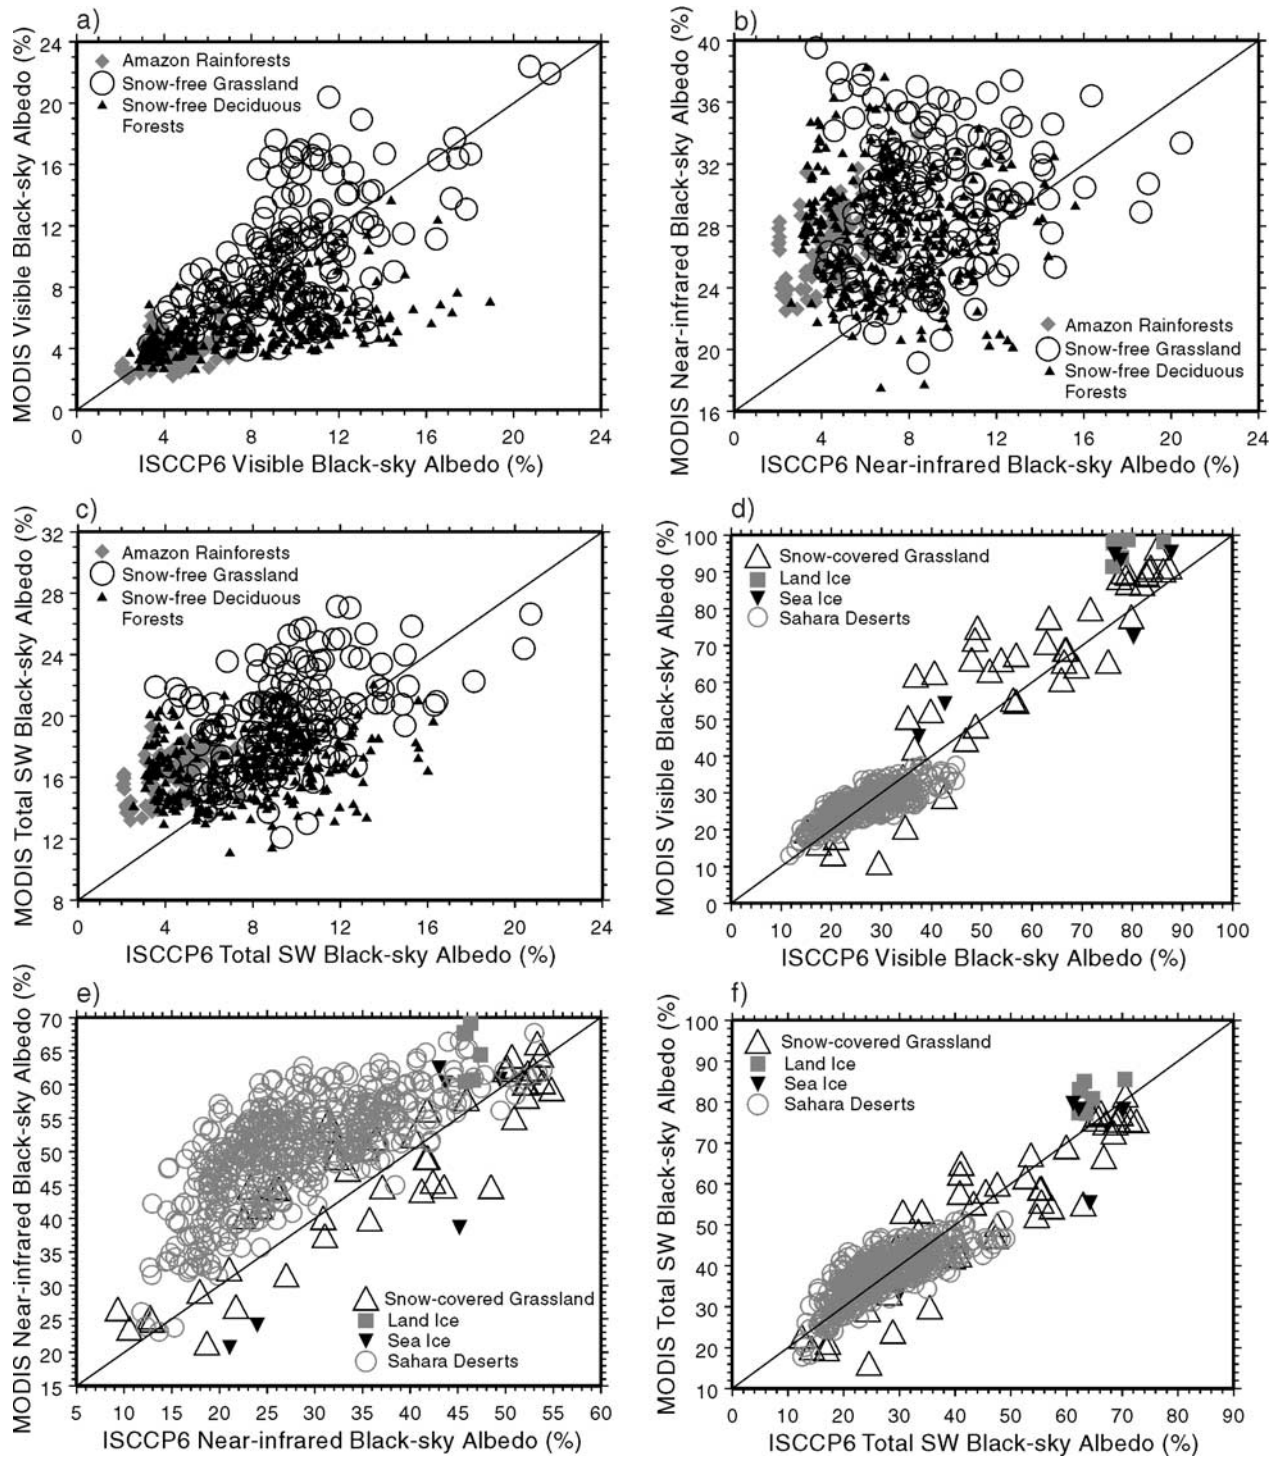 a)
MODIS Visible Black-sky Albedo (%)
24
20
16
12
8
4
0
Amazon Rainforests
Snow-free Grassland
Snow-free Deciduous
Forests
0 4 8 12 16 20 24
ISCCP6 Visible Black-sky Albedo (%)
b)
MODIS Near-infrared Black-sky Albedo (%)
40
36
32
28
24
20
16
Amazon Rainforests
Snow-free Grassland
Snow-free Deciduous
Forests
0 4 8 12 16 20 24
ISCCP6 Near-infrared Black-sky Albedo (%)
c)
MODIS Total SW Black-sky Albedo (%)
32
28
24
20
16
12
8
Amazon Rainforests
Snow-free Grassland
Snow-free Deciduous
Forests
0 4 8 12 16 20 24
ISCCP6 Total SW Black-sky Albedo (%)
d)
MODIS Visible Black-sky Albedo (%)
100
90
80
70
60
50
40
30
20
10
0
Snow-covered Grassland
Land Ice
Sea Ice
Sahara Deserts
0 10 20 30 40 50 60 70 80 90 100
ISCCP6 Visible Black-sky Albedo (%)
e)
MODIS Near-infrared Black-sky Albedo (%)
70
65
60
55
50
45
40
35
30
25
20
15
Snow-covered Grassland
Land Ice
Sea Ice
Sahara Deserts
5 10 15 20 25 30 35 40 45 50 55 60
ISCCP6 Near-infrared Black-sky Albedo (%)
f)
MODIS Total SW Black-sky Albedo (%)
100
90
80
70
60
50
40
30
20
10
Snow-covered Grassland
Land Ice
Sea Ice
Sahara Deserts
0 10 20 30 40 50 60 70 80 90
ISCCP6 Total SW Black-sky Albedo (%)